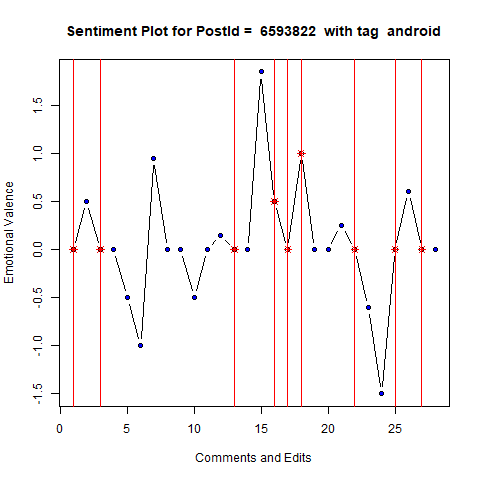 Sentiment Plot for PostId =  6593822  with tag  android
Emotional Valence
1.5
1.0
0.5
0.0
-0.5
-1.0
-1.5
0 5 10 15 20 25
Comments and Edits